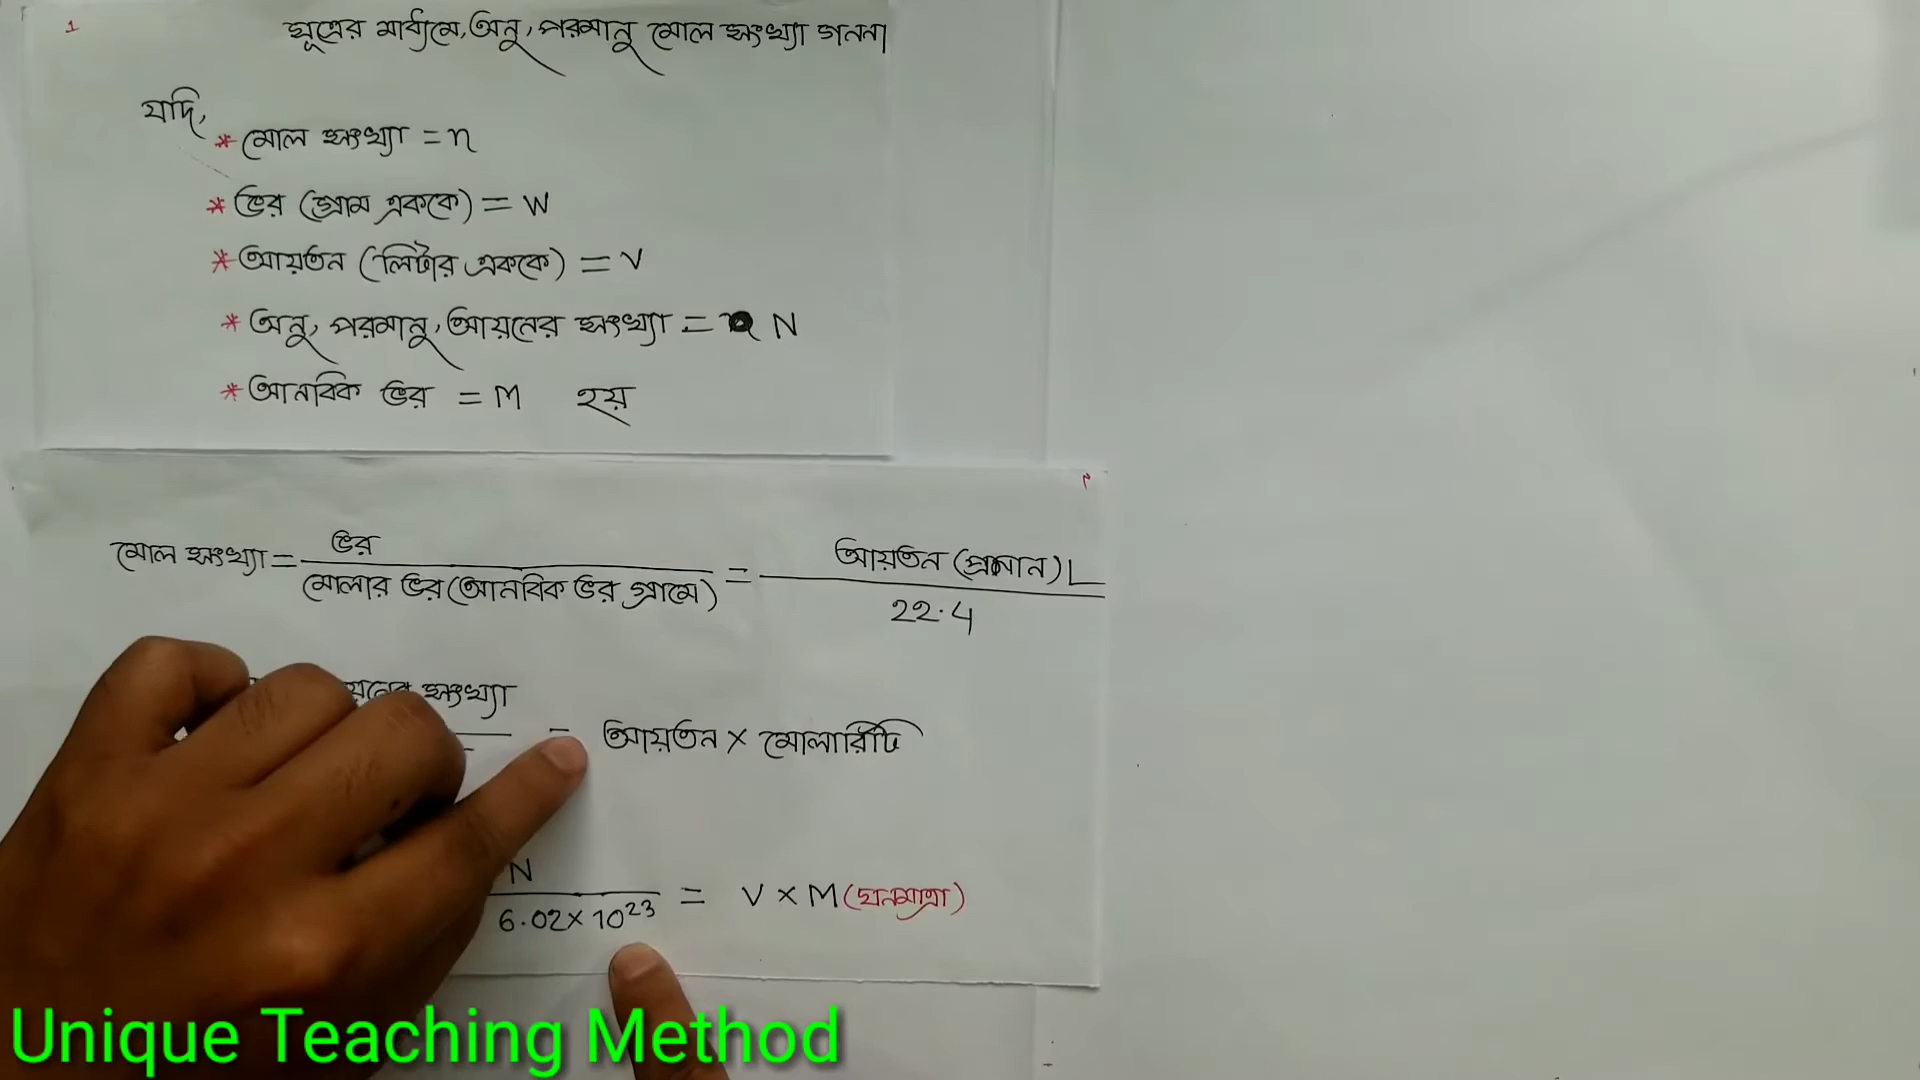 1
সূত্রের মাধ্যমে, অনু, পরমানু মোল সংখ্যা গননা
যদি,
* মোল সংখ্যা = n
* ভর (গ্রাম এককে) = W
* আয়তন (লিটার এককে) = V
* অনু, পরমানু, আয়নের সংখ্যা = N
* আনবিক ভর = M হয়
মোল সংখ্যা = ভর / মোলার ভর (আনবিক ভর গ্রামে) = আয়তন (প্রমান) L / 22.4
সংখ্যা = আয়তন × মোলারিটি
N / 6.02 × 10²³ = V × M (ঘনমাত্রা)
Unique Teaching Method